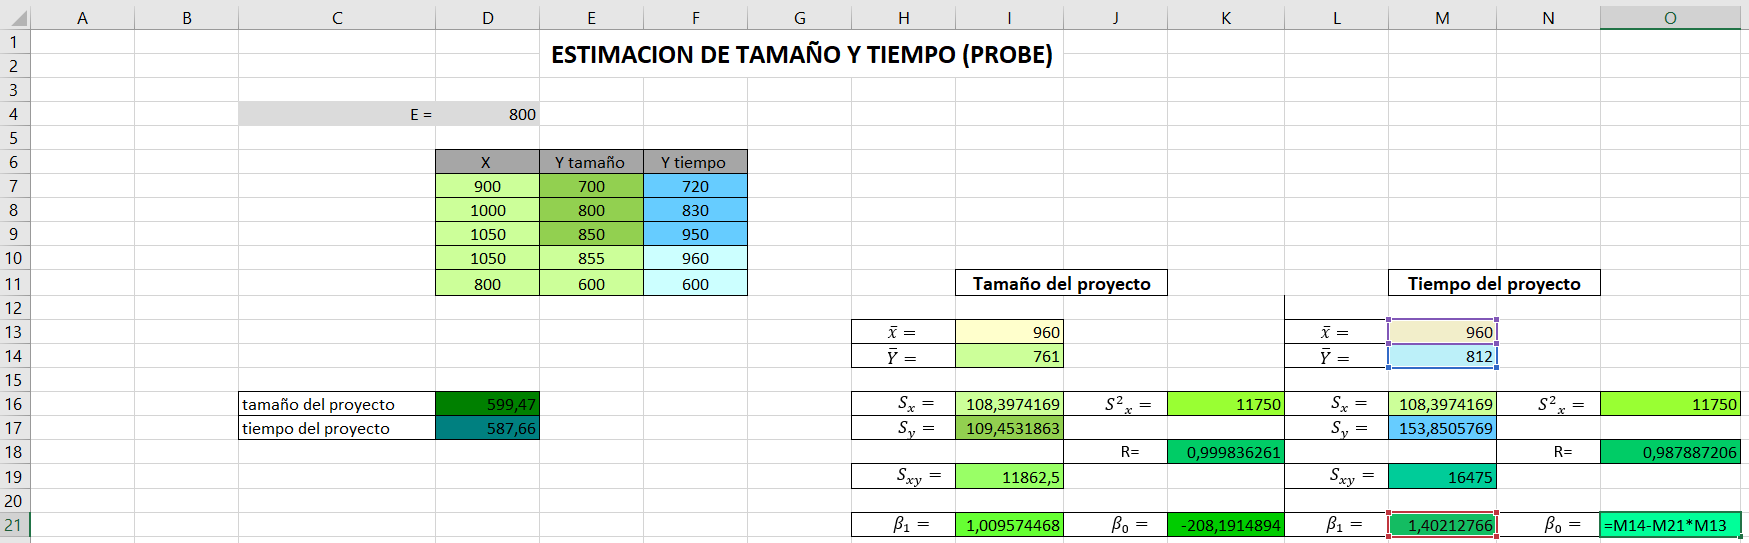 A B C D E F G H I J K L M N O
1
ESTIMACION DE TAMAÑO Y TIEMPO (PROBE)
2
3
4 E = 800
5
6 X Y tamaño Y tiempo
7 900 700 720
8 1000 800 830
9 1050 850 950
10 1050 855 960
11 800 600 600 Tamaño del proyecto Tiempo del proyecto
12
13 x̄ = 960 x̄ = 960
14 Ȳ = 761 Ȳ = 812
15
16 tamaño del proyecto 599,47 Sₓ = 108,3974169 S²ₓ = 11750 Sₓ = 108,3974169 S²ₓ = 11750
17 tiempo del proyecto 587,66 S_y = 109,4531863 S_y = 153,8505769
18 R= 0,999836261 R= 0,987887206
19 S_xy = 11862,5 S_xy = 16475
20
21 β₁ = 1,009574468 β₀ = -208,1914894 β₁ = 1,40212766 β₀ = =M14-M21*M13